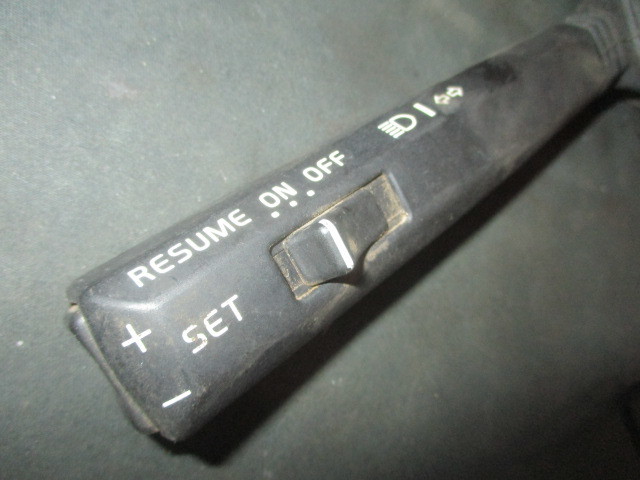 RESUME ON OFF
+ SET
-